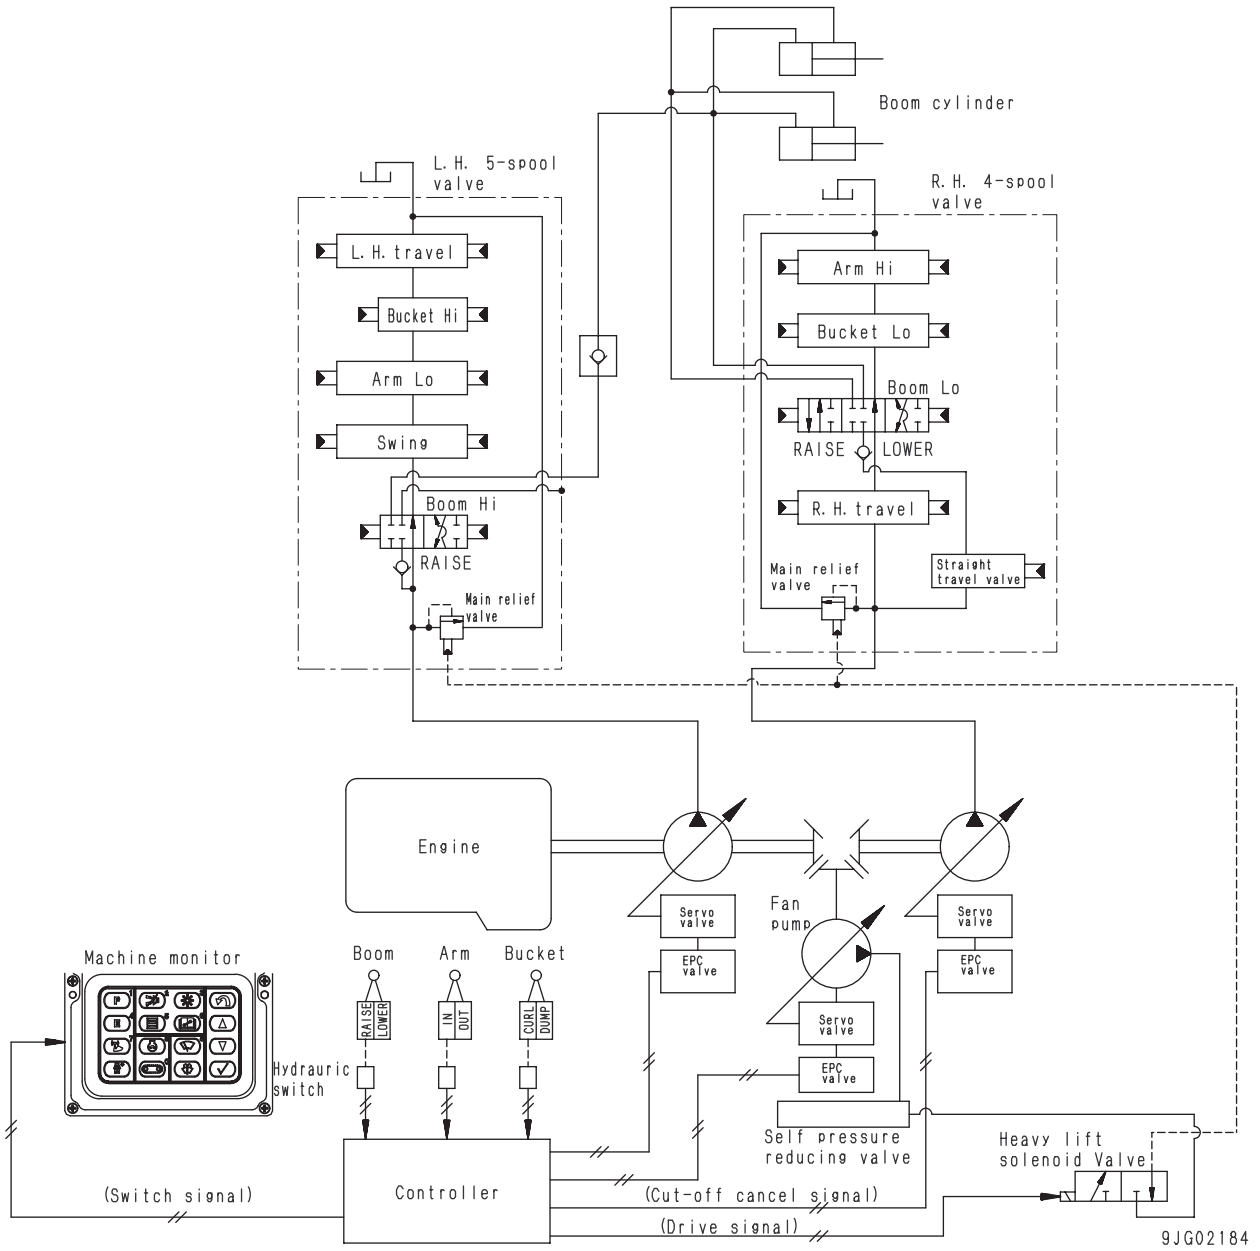 Boom cylinder
L.H. 5-spool
valve
R.H. 4-spool
valve
L.H. travel
Arm Hi
Bucket Hi
Bucket Lo
Arm Lo
Boom Lo
Swing
RAISE
LOWER
Boom Hi
R.H. travel
RAISE
Straight
travel valve
Main relief
valve
Main relief
valve
Engine
Fan
pump
Servo
valve
Servo
valve
EPC
valve
EPC
valve
Servo
valve
EPC
valve
Machine monitor
Boom
Arm
Bucket
RAISE
LOWER
IN
OUT
CURL
DUMP
Hydrauric
switch
Self pressure
reducing valve
Heavy lift
solenoid Valve
Controller
(Switch signal)
(Cut-off cancel signal)
(Drive signal)
9JG02184